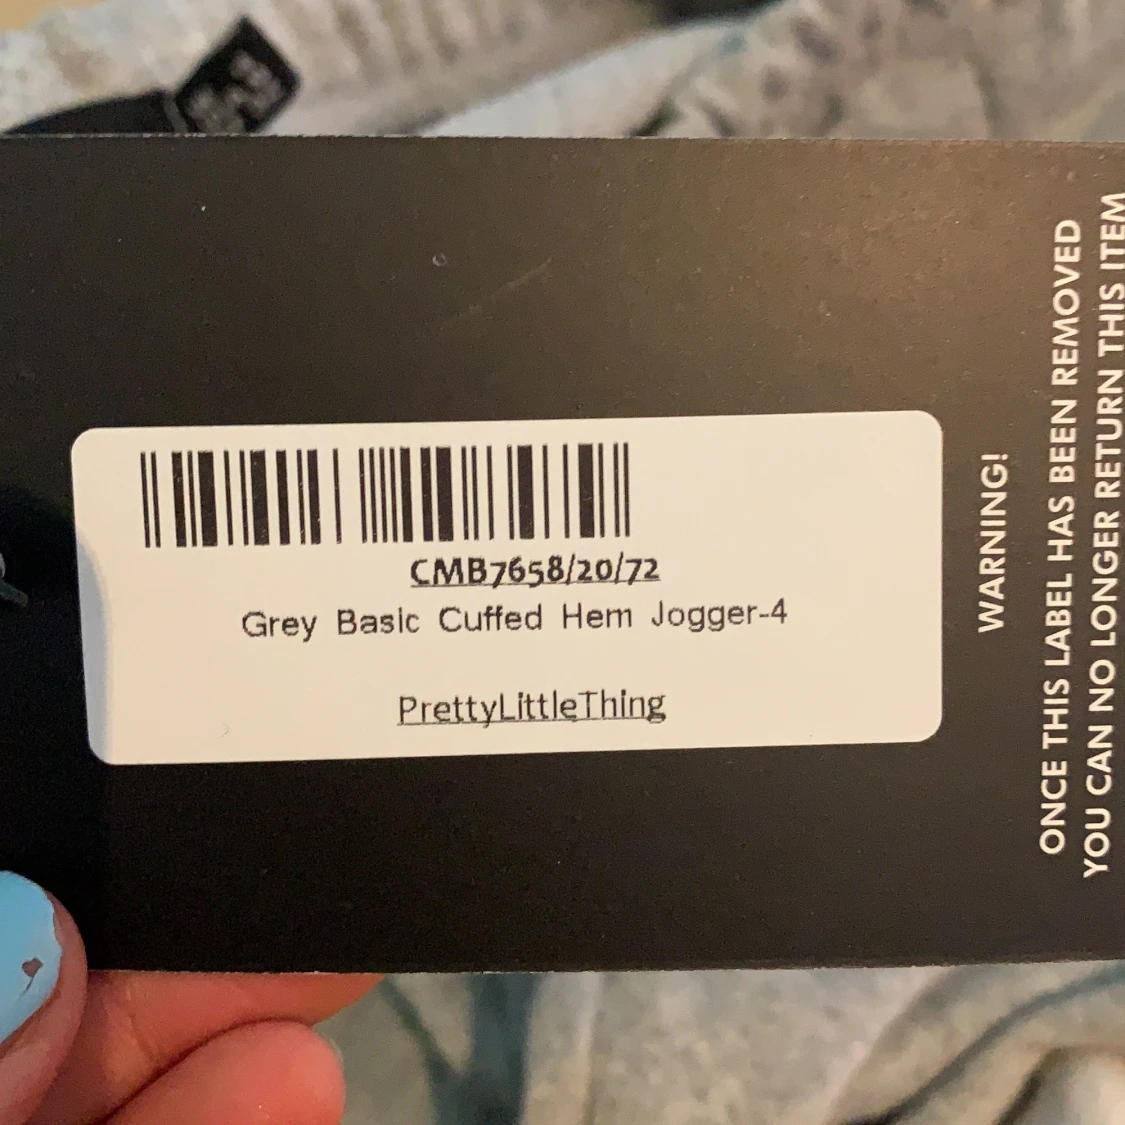 CMB7658/20/72
Grey Basic Cuffed Hem Jogger-4
PrettyLittleThing
WARNING!
ONCE THIS LABEL HAS BEEN REMOVED
YOU CAN NO LONGER RETURN THIS ITEM